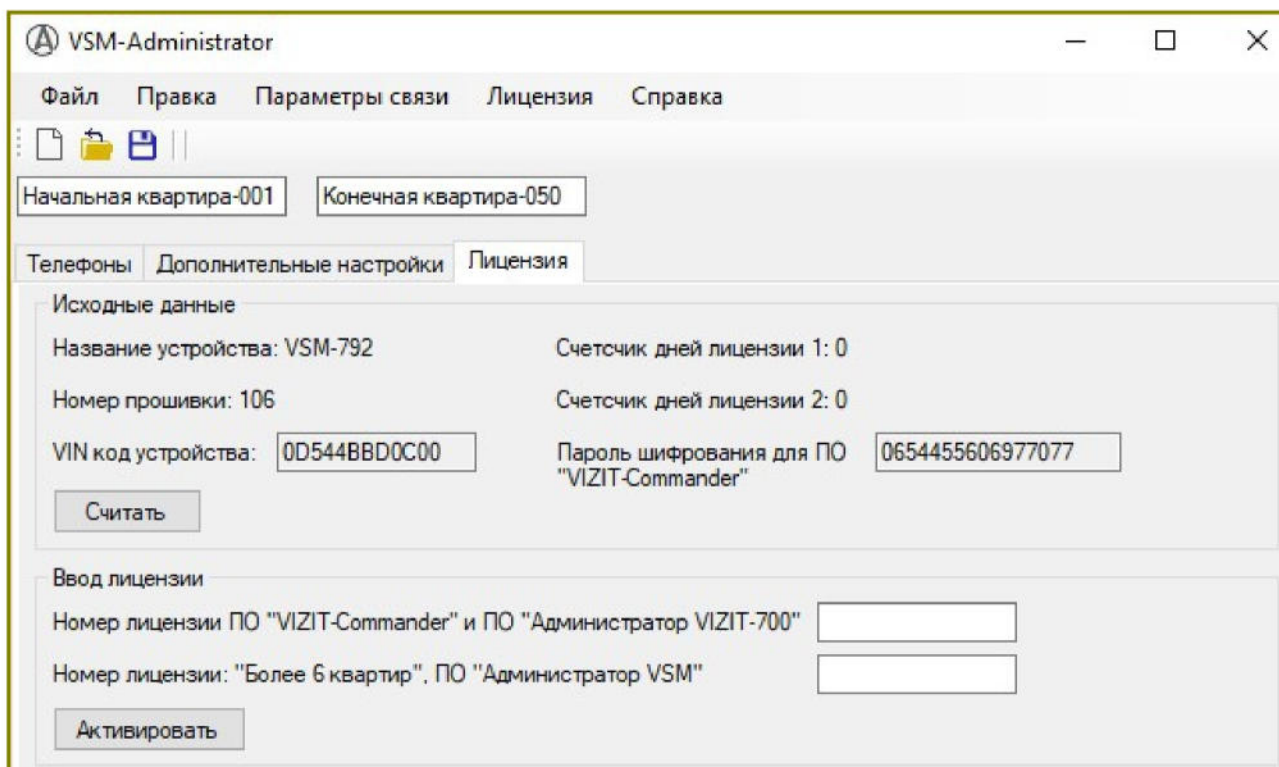 VSM-Administrator
Файл Правка Параметры связи Лицензия Справка
Начальная квартира-001 Конечная квартира-050
Телефоны Дополнительные настройки Лицензия
Исходные данные
Название устройства: VSM-792 Счетсчик дней лицензии 1: 0
Номер прошивки: 106 Счетсчик дней лицензии 2: 0
VIN код устройства: 0D544BBD0C00 Пароль шифрования для ПО 0654455606977077
"VIZIT-Commander"
Считать
Ввод лицензии
Номер лицензии ПО "VIZIT-Commander" и ПО "Администратор VIZIT-700"
Номер лицензии: "Более 6 квартир", ПО "Администратор VSM"
Активировать